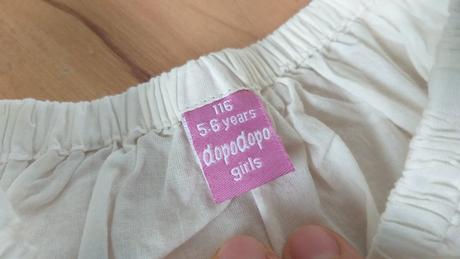 116
5-6 years
dopodopo
girls